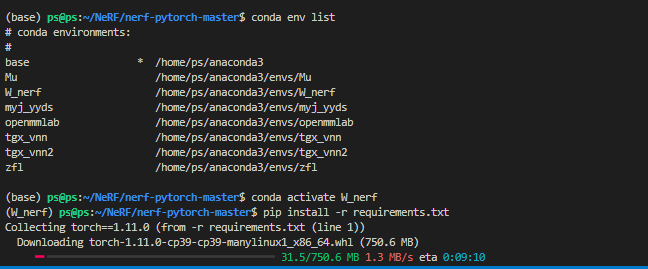 (base) ps@ps:~/NeRF/nerf-pytorch-master$ conda env list
# conda environments:
#
base                  *  /home/ps/anaconda3
Mu                       /home/ps/anaconda3/envs/Mu
W_nerf                   /home/ps/anaconda3/envs/W_nerf
myj_yyds                 /home/ps/anaconda3/envs/myj_yyds
openmmlab                /home/ps/anaconda3/envs/openmmlab
tgx_vnn                  /home/ps/anaconda3/envs/tgx_vnn
tgx_vnn2                 /home/ps/anaconda3/envs/tgx_vnn2
zfl                      /home/ps/anaconda3/envs/zfl
(base) ps@ps:~/NeRF/nerf-pytorch-master$ conda activate W_nerf
(W_nerf) ps@ps:~/NeRF/nerf-pytorch-master$ pip install -r requirements.txt
Collecting torch==1.11.0 (from -r requirements.txt (line 1))
  Downloading torch-1.11.0-cp39-cp39-manylinux1_x86_64.whl (750.6 MB)
31.5/750.6 MB 1.3 MB/s eta 0:09:10